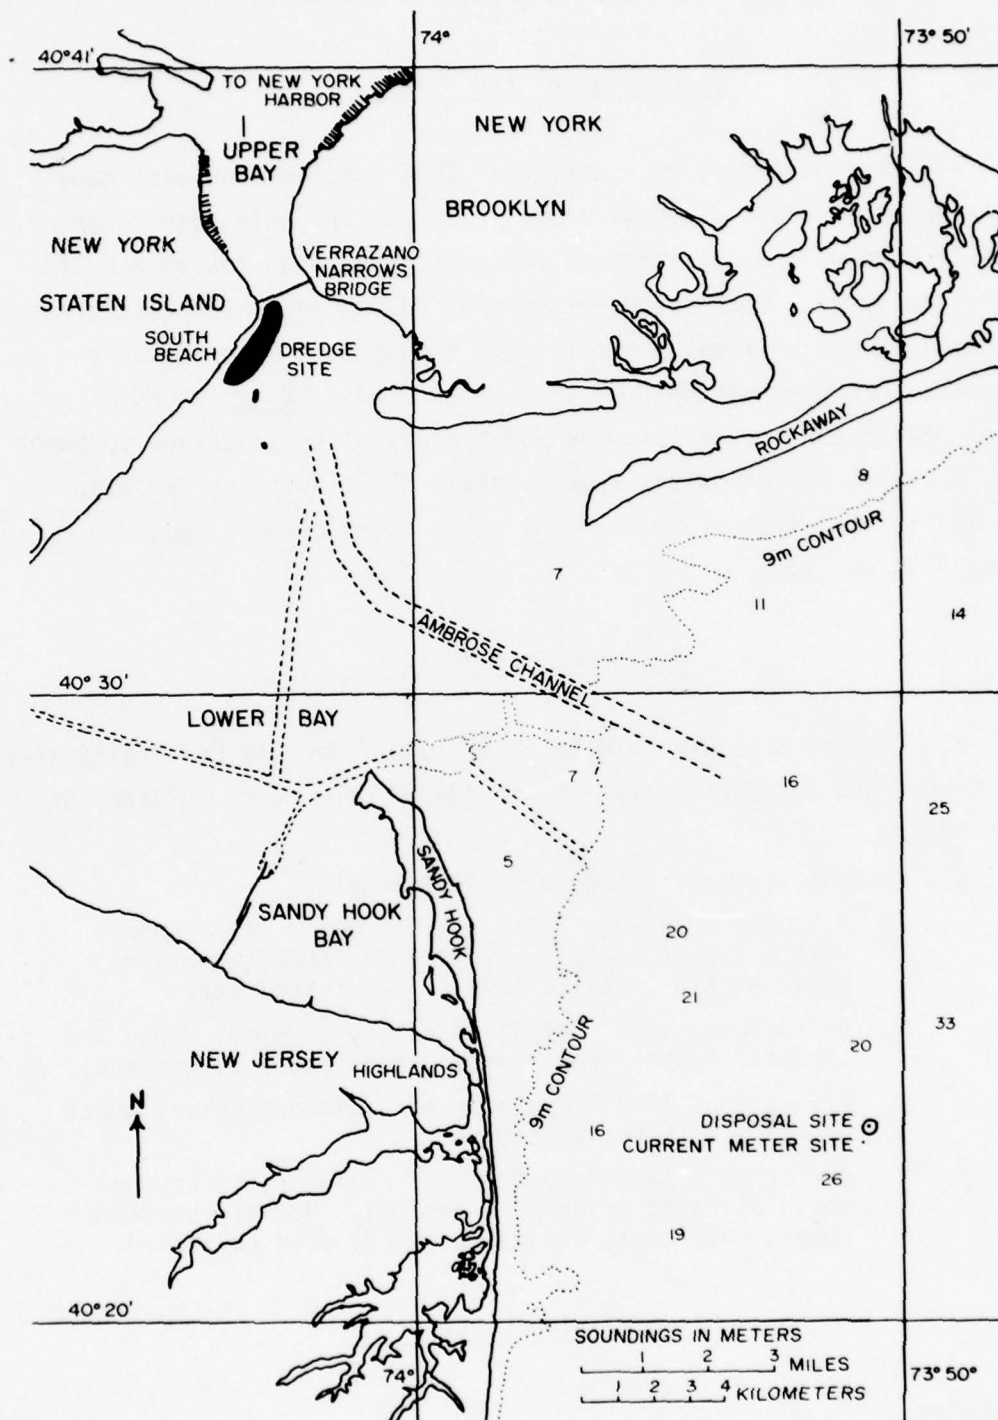 74°
73° 50'
40°41'
TO NEW YORK
HARBOR
NEW YORK
UPPER
BAY
BROOKLYN
NEW YORK
VERRAZANO
NARROWS
BRIDGE
STATEN ISLAND
SOUTH
BEACH
DREDGE
SITE
ROCKAWAY
8
9m CONTOUR
7
11
14
AMBROSE CHANNEL
40° 30'
LOWER BAY
7
16
25
5
SANDY HOOK
SANDY HOOK
BAY
20
21
33
20
NEW JERSEY
HIGHLANDS
9m CONTOUR
N
16
DISPOSAL SITE
CURRENT METER SITE
26
19
40° 20'
SOUNDINGS IN METERS
1 2 3 MILES
74°
73° 50°
1 2 3 4 KILOMETERS